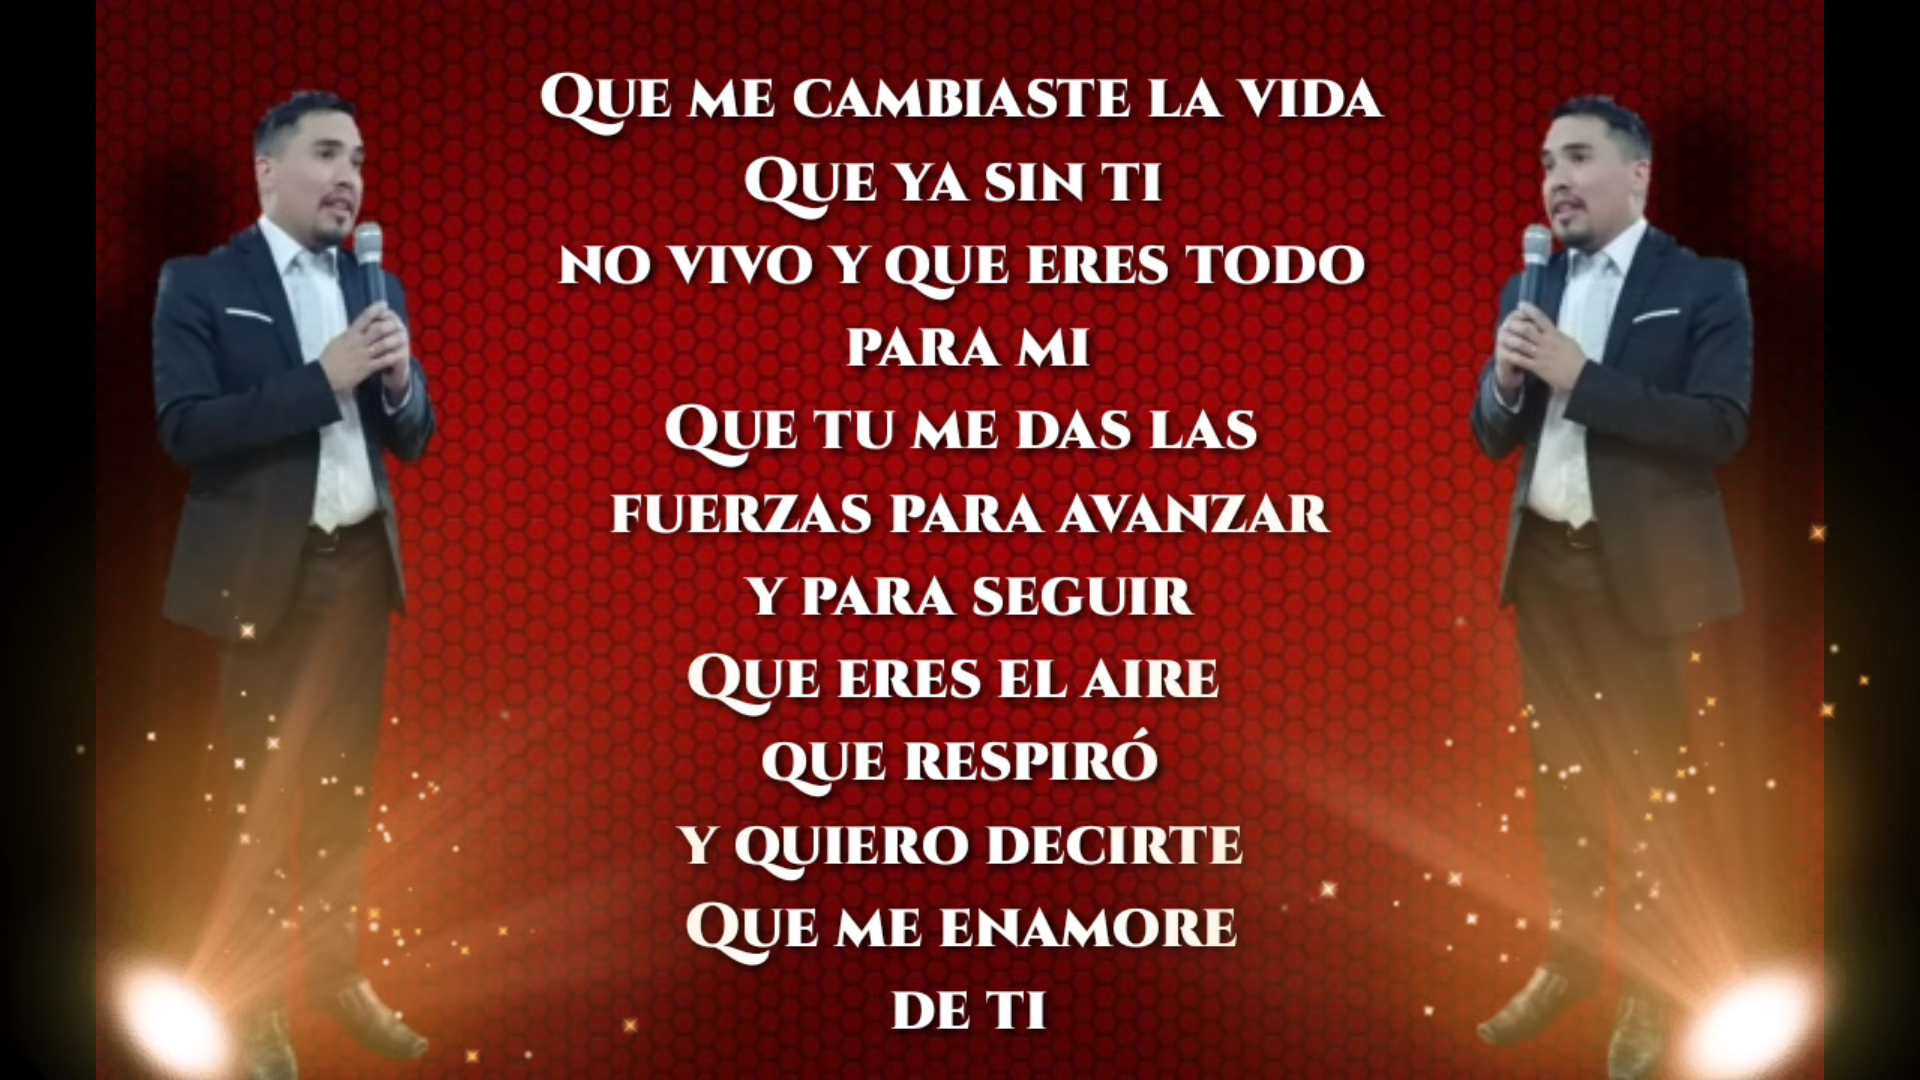 Que me cambiaste la vida
Que ya sin ti
no vivo y que eres todo
para mi
Que tu me das las
fuerzas para avanzar
y para seguir
Que eres el aire
que respiró
y quiero decirte
Que me enamore
de ti